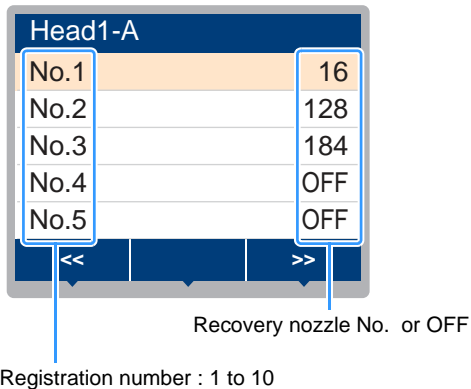 Head1-A
No.1 16
No.2 128
No.3 184
No.4 OFF
No.5 OFF
<< >>
Recovery nozzle No. or OFF
Registration number : 1 to 10